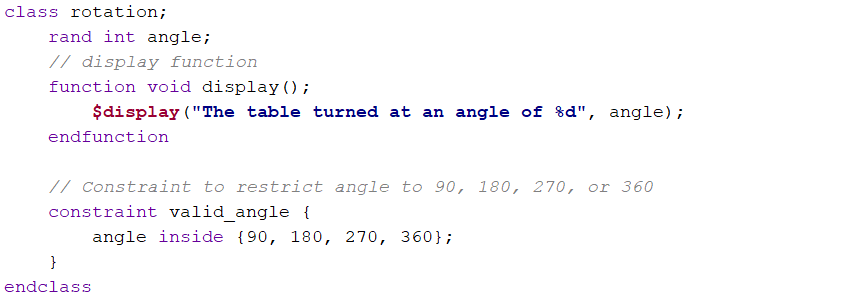 class rotation;
    rand int angle;
    // display function
    function void display();
        $display("The table turned at an angle of %d", angle);
    endfunction

    // Constraint to restrict angle to 90, 180, 270, or 360
    constraint valid_angle {
        angle inside {90, 180, 270, 360};
    }
endclass